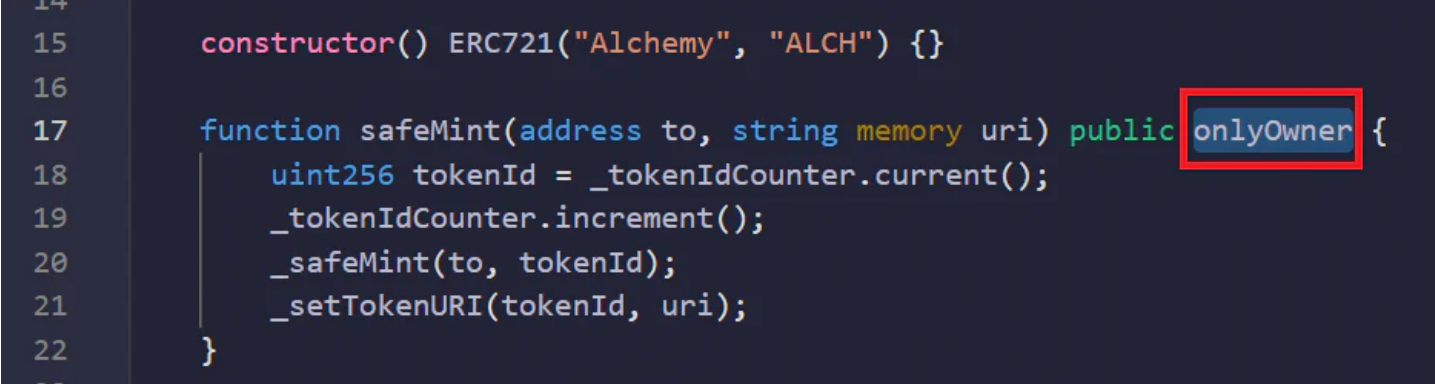 14
15 constructor() ERC721("Alchemy", "ALCH") {}
16
17 function safeMint(address to, string memory uri) public onlyOwner {
18 uint256 tokenId = _tokenIdCounter.current();
19 _tokenIdCounter.increment();
20 _safeMint(to, tokenId);
21 _setTokenURI(tokenId, uri);
22 }